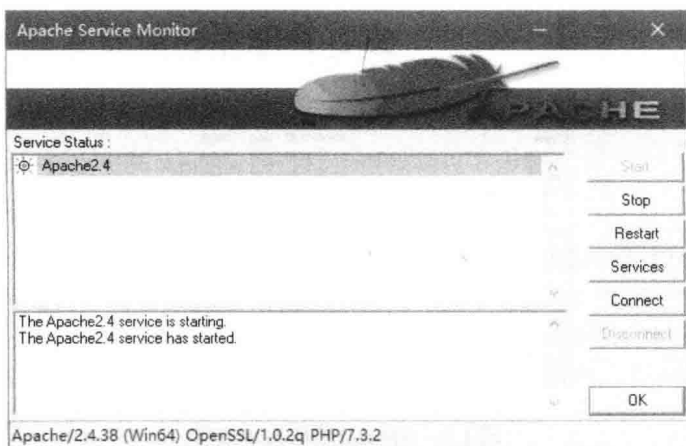 Apache Service Monitor
APACHE
Service Status :
Apache2.4
Start
Stop
Restart
Services
Connect
Disconnect
The Apache2.4 service is starting.
The Apache2.4 service has started.
OK
Apache/2.4.38 (Win64) OpenSSL/1.0.2q PHP/7.3.2